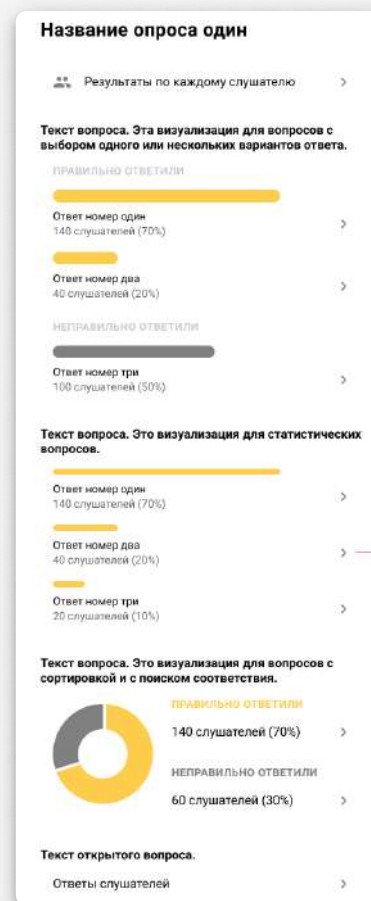 Название опроса один
Результаты по каждому слушателю
Текст вопроса. Эта визуализация для вопросов с
выбором одного или нескольких вариантов ответа.
ПРАВИЛЬНО ОТВЕТИЛИ
Ответ номер один
140 слушателей (70%)
Ответ номер два
40 слушателей (20%)
НЕПРАВИЛЬНО ОТВЕТИЛИ
Ответ номер три
100 слушателей (50%)
Текст вопроса. Это визуализация для статистических
вопросов.
Ответ номер один
140 слушателей (70%)
Ответ номер два
40 слушателей (20%)
Ответ номер три
20 слушателей (10%)
Текст вопроса. Это визуализация для вопросов с
сортировкой и с поиском соответствия.
ПРАВИЛЬНО ОТВЕТИЛИ
140 слушателей (70%)
НЕПРАВИЛЬНО ОТВЕТИЛИ
60 слушателей (30%)
Текст открытого вопроса.
Ответы слушателей